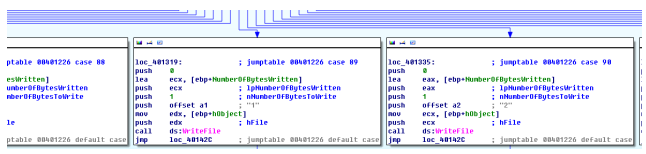 jumptable 00401226 case 88
esWritten]
umberOfBytesWritten
mberOfBytesToWrite
le
ptable 00401226 default case
loc_401319: ; jumptable 00401226 case 89
push 0
lea ecx, [ebp+NumberOfBytesWritten]
push ecx ; lpNumberOfBytesWritten
push 1 ; nNumberOfBytesToWrite
push offset a1 ; "1"
mov edx, [ebp+hObject]
push edx ; hFile
call ds:WriteFile
jmp loc_40142C ; jumptable 00401226 default case
loc_401335: ; jumptable 00401226 case 90
push 0
lea eax, [ebp+NumberOfBytesWritten]
push eax ; lpNumberOfBytesWritten
push 1 ; nNumberOfBytesToWrite
push offset a2 ; "2"
mov ecx, [ebp+hObject]
push ecx ; hFile
call ds:WriteFile
jmp loc_40142C ; jumptable 00401226 default case